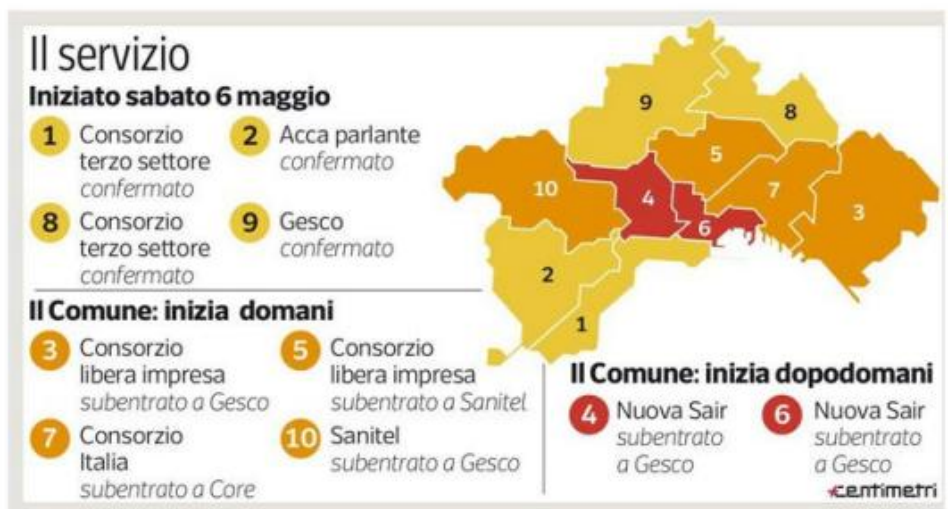 Il servizio
Iniziato sabato 6 maggio
1 Consorzio
terzo settore
confermato
2 Acca parlante
confermato
8 Consorzio
terzo settore
confermato
9 Gesco
confermato
Il Comune: inizia domani
3 Consorzio
libera impresa
subentrato a Gesco
5 Consorzio
libera impresa
subentrato a Sanitel
7 Consorzio
Italia
subentrato a Core
10 Sanitel
subentrato a Gesco
9
8
5
10
4
7
3
6
2
1
Il Comune: inizia dopodomani
4 Nuova Sair
subentrato
a Gesco
6 Nuova Sair
subentrato
a Gesco
centimetri